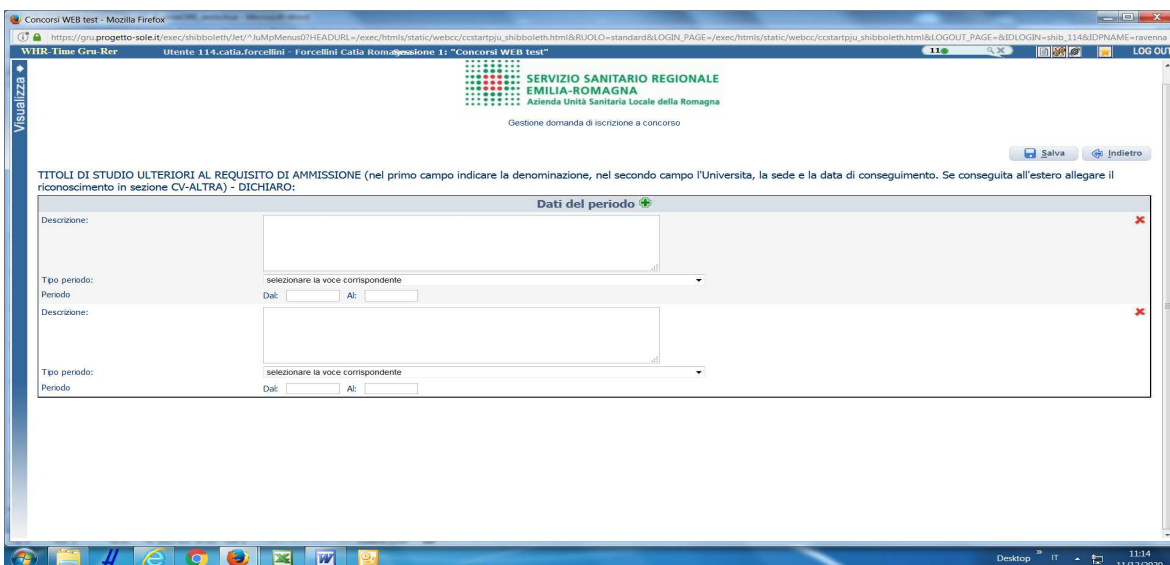 Concorsi WEB test - Mozilla Firefox
https://gru.progetto-sole.it/exec/shibboleth/Jet/^JuMpMenus0?HEADURL=/exec/htmls/static/webcc/ccstartpju_shibboleth.html&RUOLO=standard&LOGIN_PAGE=/exec/htmls/static/webcc/ccstartpju_shibboleth.html&LOGOUT_PAGE=&IDLOGIN=shib_114&IDPNAME=ravenna
WHR-Time Gru-Rer Utente 114.catia.forcellini - Forcellini Catia 1: "Concorsi WEB test" 11 LOG OUT
Visualizza
SERVIZIO SANITARIO REGIONALE
EMILIA-ROMAGNA
Azienda Unità Sanitaria Locale della Romagna
Gestione domanda di iscrizione a concorso
Salva Indietro
TITOLI DI STUDIO ULTERIORI AL REQUISITO DI AMMISSIONE (nel primo campo indicare la denominazione, nel secondo campo l'Universita, la sede e la data di conseguimento. Se conseguita all'estero allegare il
riconoscimento in sezione CV-ALTRA) - DICHIARO:
Dati del periodo
Descrizione:
Tipo periodo: selezionare la voce corrispondente
Periodo Dal: Al:
Descrizione:
Tipo periodo: selezionare la voce corrispondente
Periodo Dal: Al:
Desktop » IT 11:14
11/12/2020